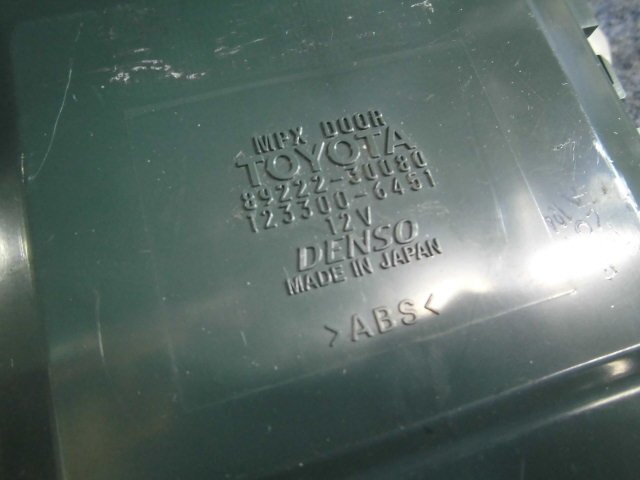 MPX DOOR
TOYOTA
89222-30080
123300-6451
12V
DENSO
MADE IN JAPAN
>ABS<